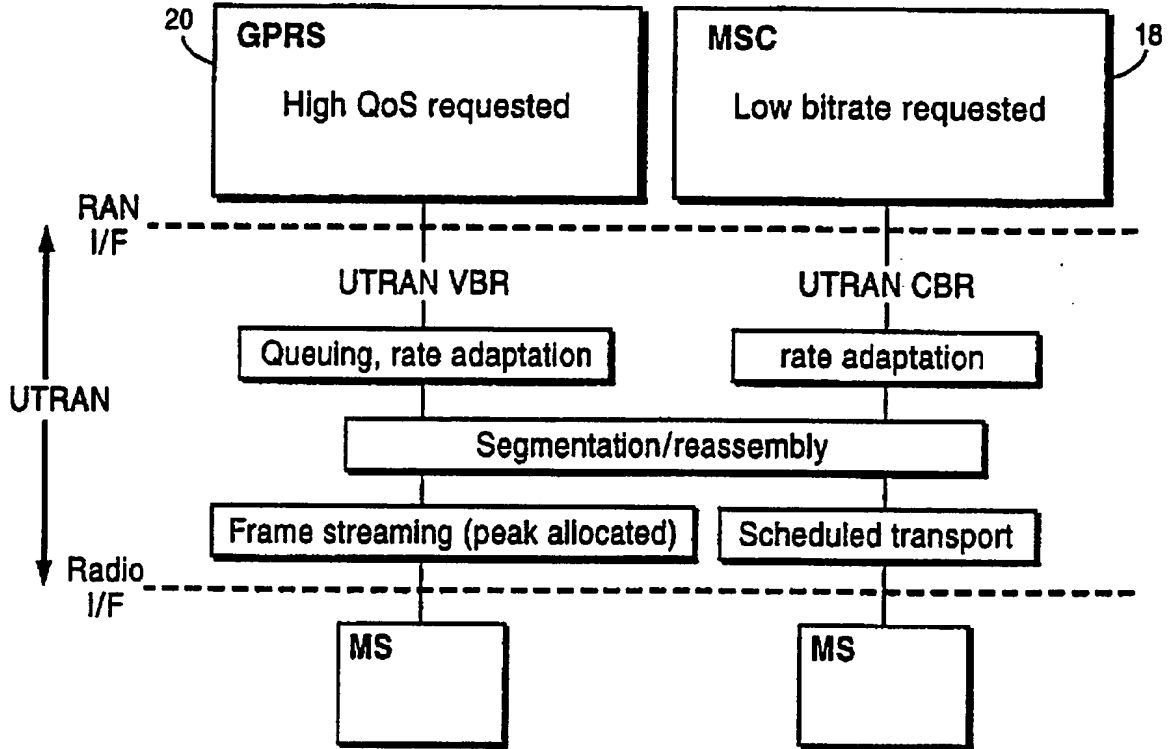 20
GPRS
High QoS requested
MSC
18
Low bitrate requested
RAN
I/F
UTRAN VBR
UTRAN CBR
Queuing, rate adaptation
rate adaptation
UTRAN
Segmentation/reassembly
Frame streaming (peak allocated)
Scheduled transport
Radio
I/F
MS
MS